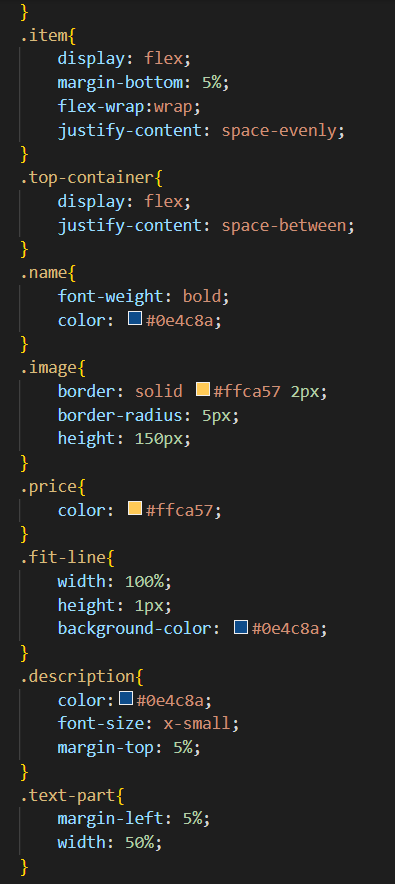 }
.item{
    display: flex;
    margin-bottom: 5%;
    flex-wrap:wrap;
    justify-content: space-evenly;
}
.top-container{
    display: flex;
    justify-content: space-between;
}
.name{
    font-weight: bold;
    color: #0e4c8a;
}
.image{
    border: solid #ffca57 2px;
    border-radius: 5px;
    height: 150px;
}
.price{
    color: #ffca57;
}
.fit-line{
    width: 100%;
    height: 1px;
    background-color: #0e4c8a;
}
.description{
    color:#0e4c8a;
    font-size: x-small;
    margin-top: 5%;
}
.text-part{
    margin-left: 5%;
    width: 50%;
}